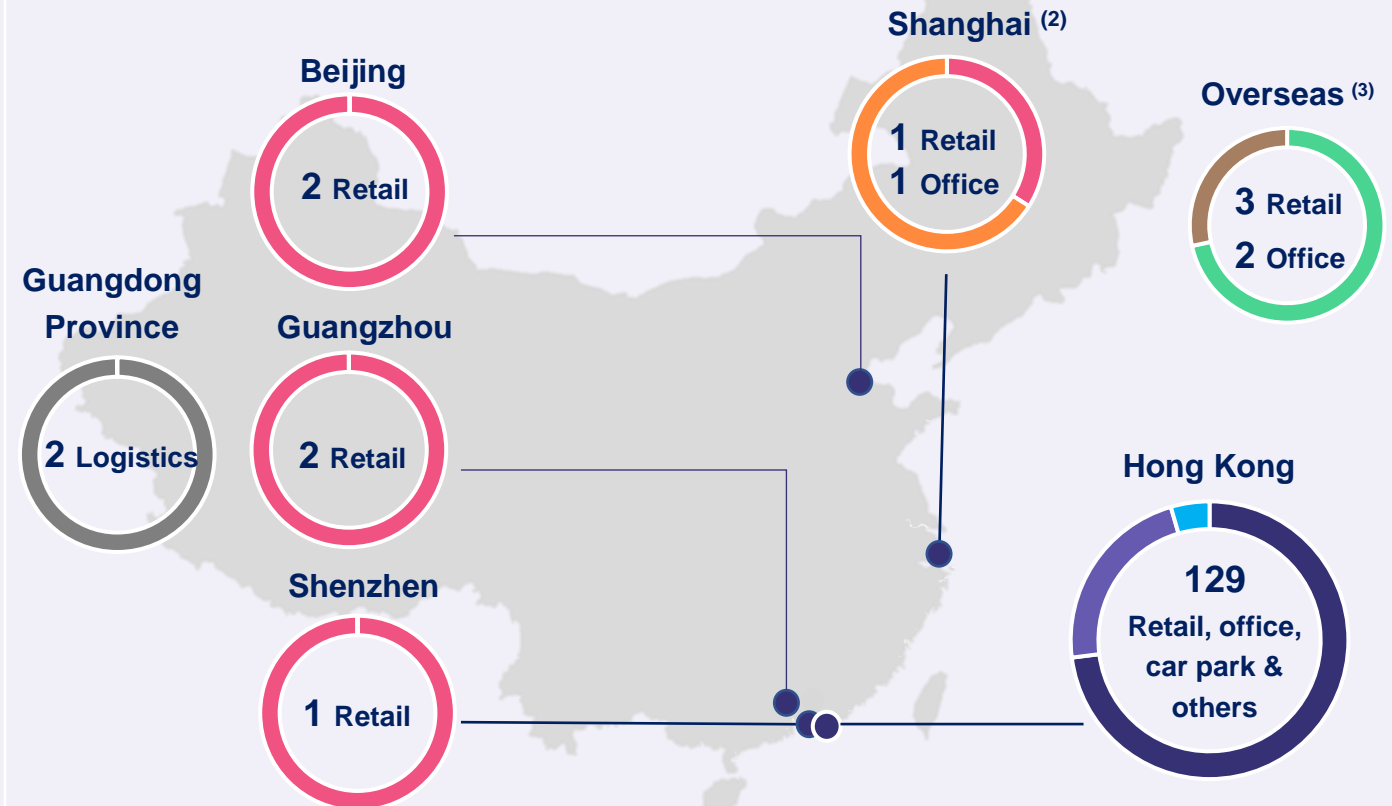 Beijing
2 Retail
Shanghai (2)
1 Retail
1 Office
Overseas (3)
3 Retail
2 Office
Guangdong
Province
2 Logistics
Guangzhou
2 Retail
Shenzhen
1 Retail
Hong Kong
129
Retail, office,
car park &
others